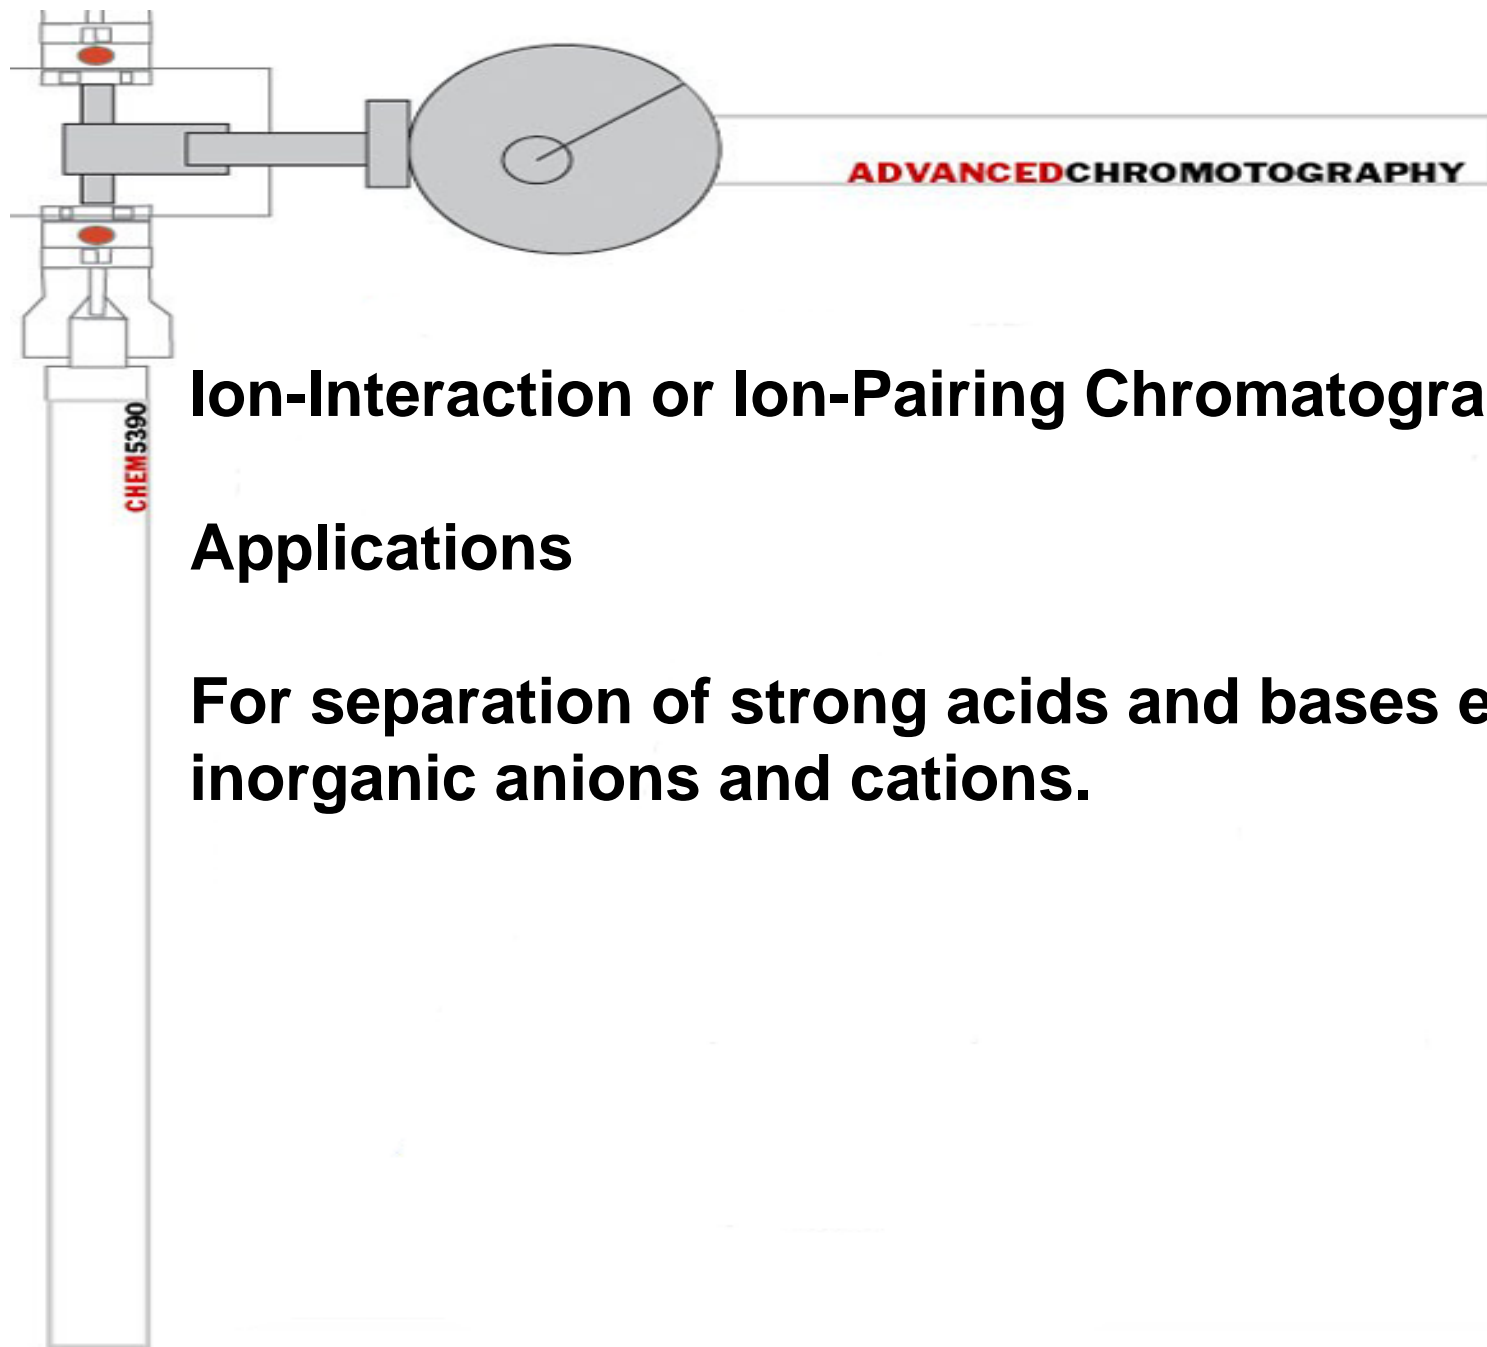 ADVANCEDCHROMOTOGRAPHY
CHEM5390
Ion-Interaction or Ion-Pairing Chromatogra
Applications
For separation of strong acids and bases e
inorganic anions and cations.